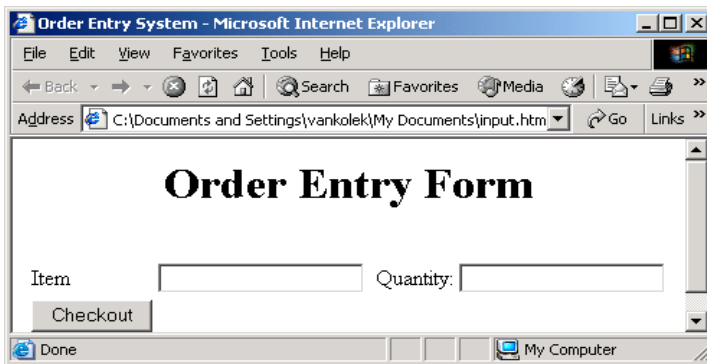 Order Entry System - Microsoft Internet Explorer
File Edit View Favorites Tools Help
Back Search Favorites Media »
Address C:\Documents and Settings\vankolek\My Documents\input.htm Go Links »
Order Entry Form
Item Quantity:
Checkout
Done My Computer